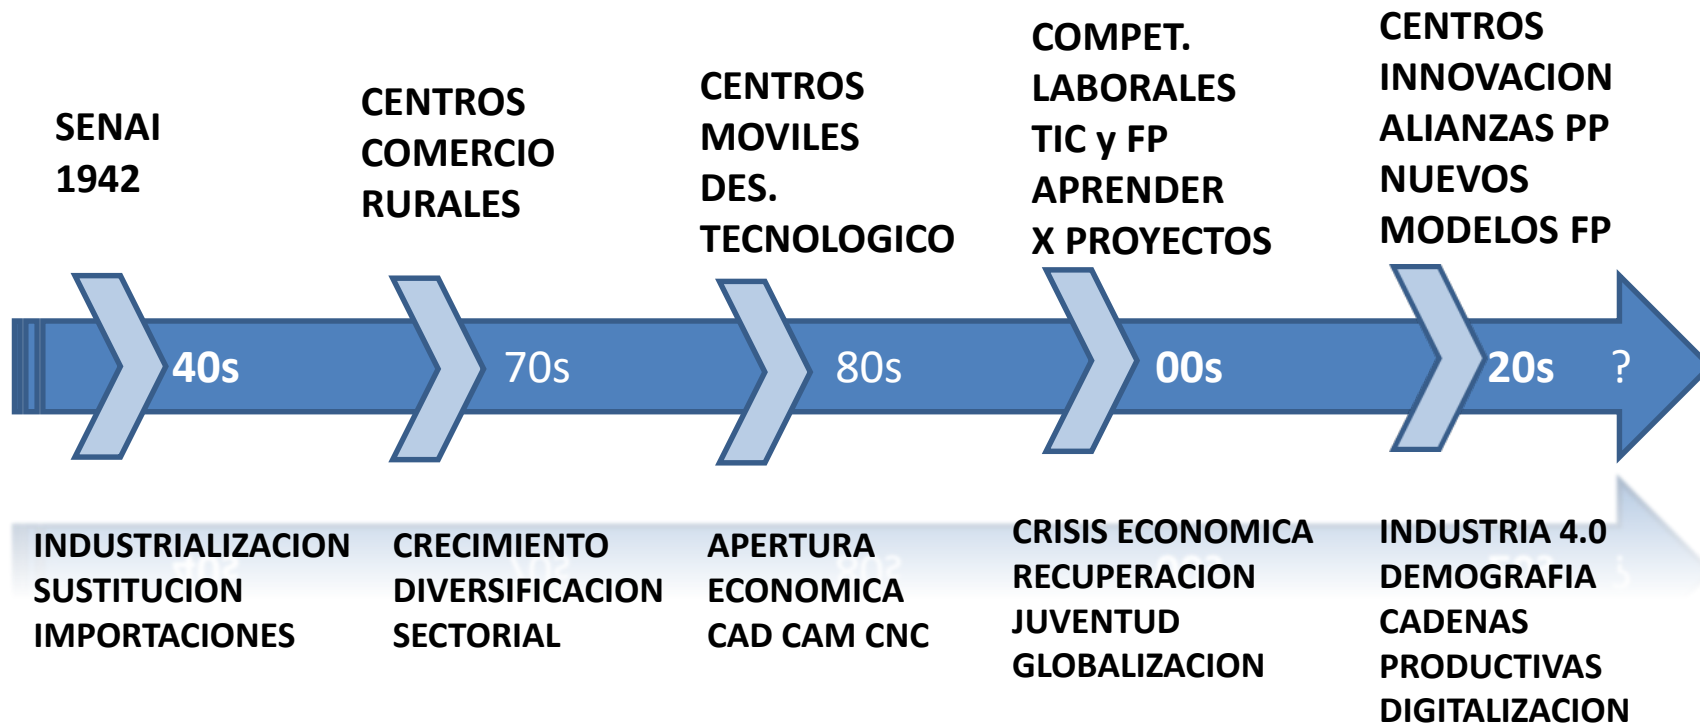 SENAI
1942
CENTROS
COMERCIO
RURALES
CENTROS
MOVILES
DES.
TECNOLOGICO
COMPET.
LABORALES
TIC y FP
APRENDER
X PROYECTOS
CENTROS
INNOVACION
ALIANZAS PP
NUEVOS
MODELOS FP
40s
70s
80s
00s
20s
?
INDUSTRIALIZACION
SUSTITUCION
IMPORTACIONES
CRECIMIENTO
DIVERSIFICACION
SECTORIAL
APERTURA
ECONOMICA
CAD CAM CNC
CRISIS ECONOMICA
RECUPERACION
JUVENTUD
GLOBALIZACION
INDUSTRIA 4.0
DEMOGRAFIA
CADENAS
PRODUCTIVAS
DIGITALIZACION